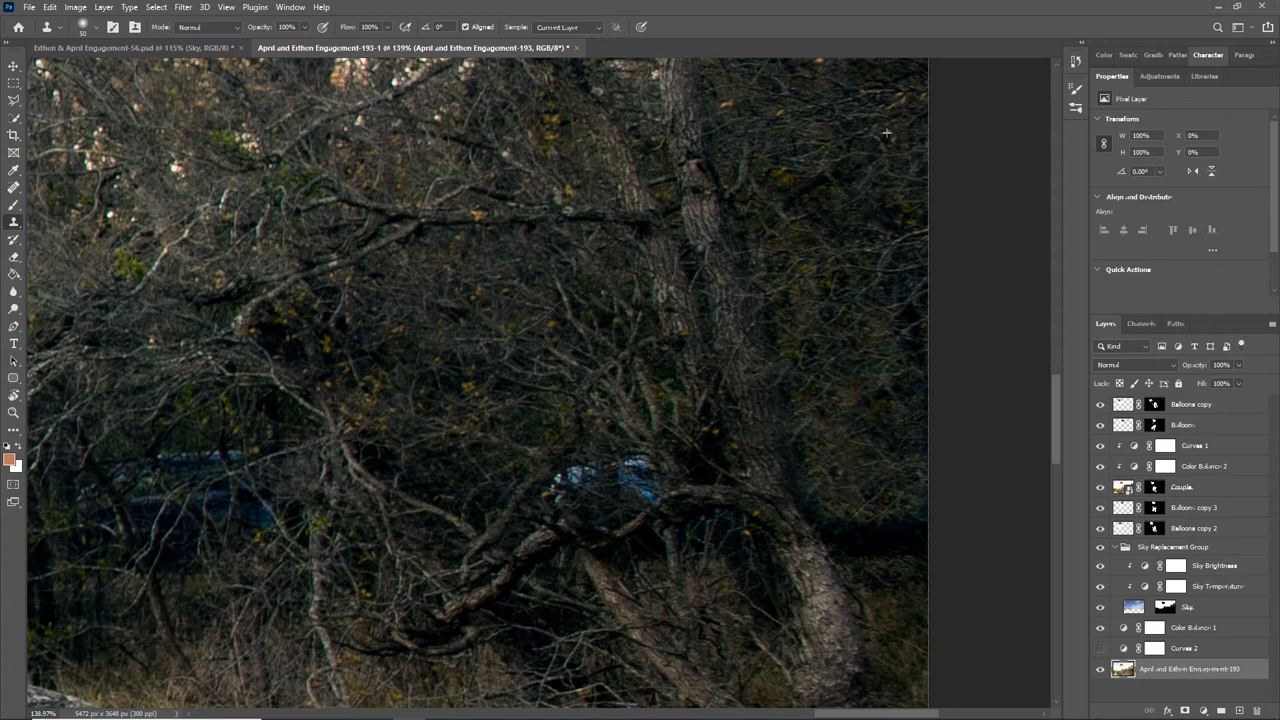 File Edit Image Layer Type Select Filter 3D View Plugins Window Help
50 Mode: Normal Opacity: 100% Flow: 100% 0° Aligned Sample: Current Layer
Eithen & April Engagement-56.psd @ 115% (Sky, RGB/8) * × April and Eithen Engagement-193-1 @ 139% (April and Eithen Engagement-193, RGB/8*) * ×
Color Swatc Gradi Patter Character Parag
Properties Adjustments Libraries
Pixel Layer
Transform
W 100% X 0%
H 100% Y 0%
0.00°
Align and Distribute
Align:
Quick Actions
Layers Channels Paths
Kind
Normal Opacity: 100%
Lock: Fill: 100%
Balloons copy
Balloons
Curves 1
Color Balance 2
Couple
Balloons copy 3
Balloons copy 2
Sky Replacement Group
Sky Brightness
Sky Temperature
Sky
Color Balance 1
Curves 2
April and Eithen Engagement-193
138.97% 5472 px x 3648 px (300 ppi)